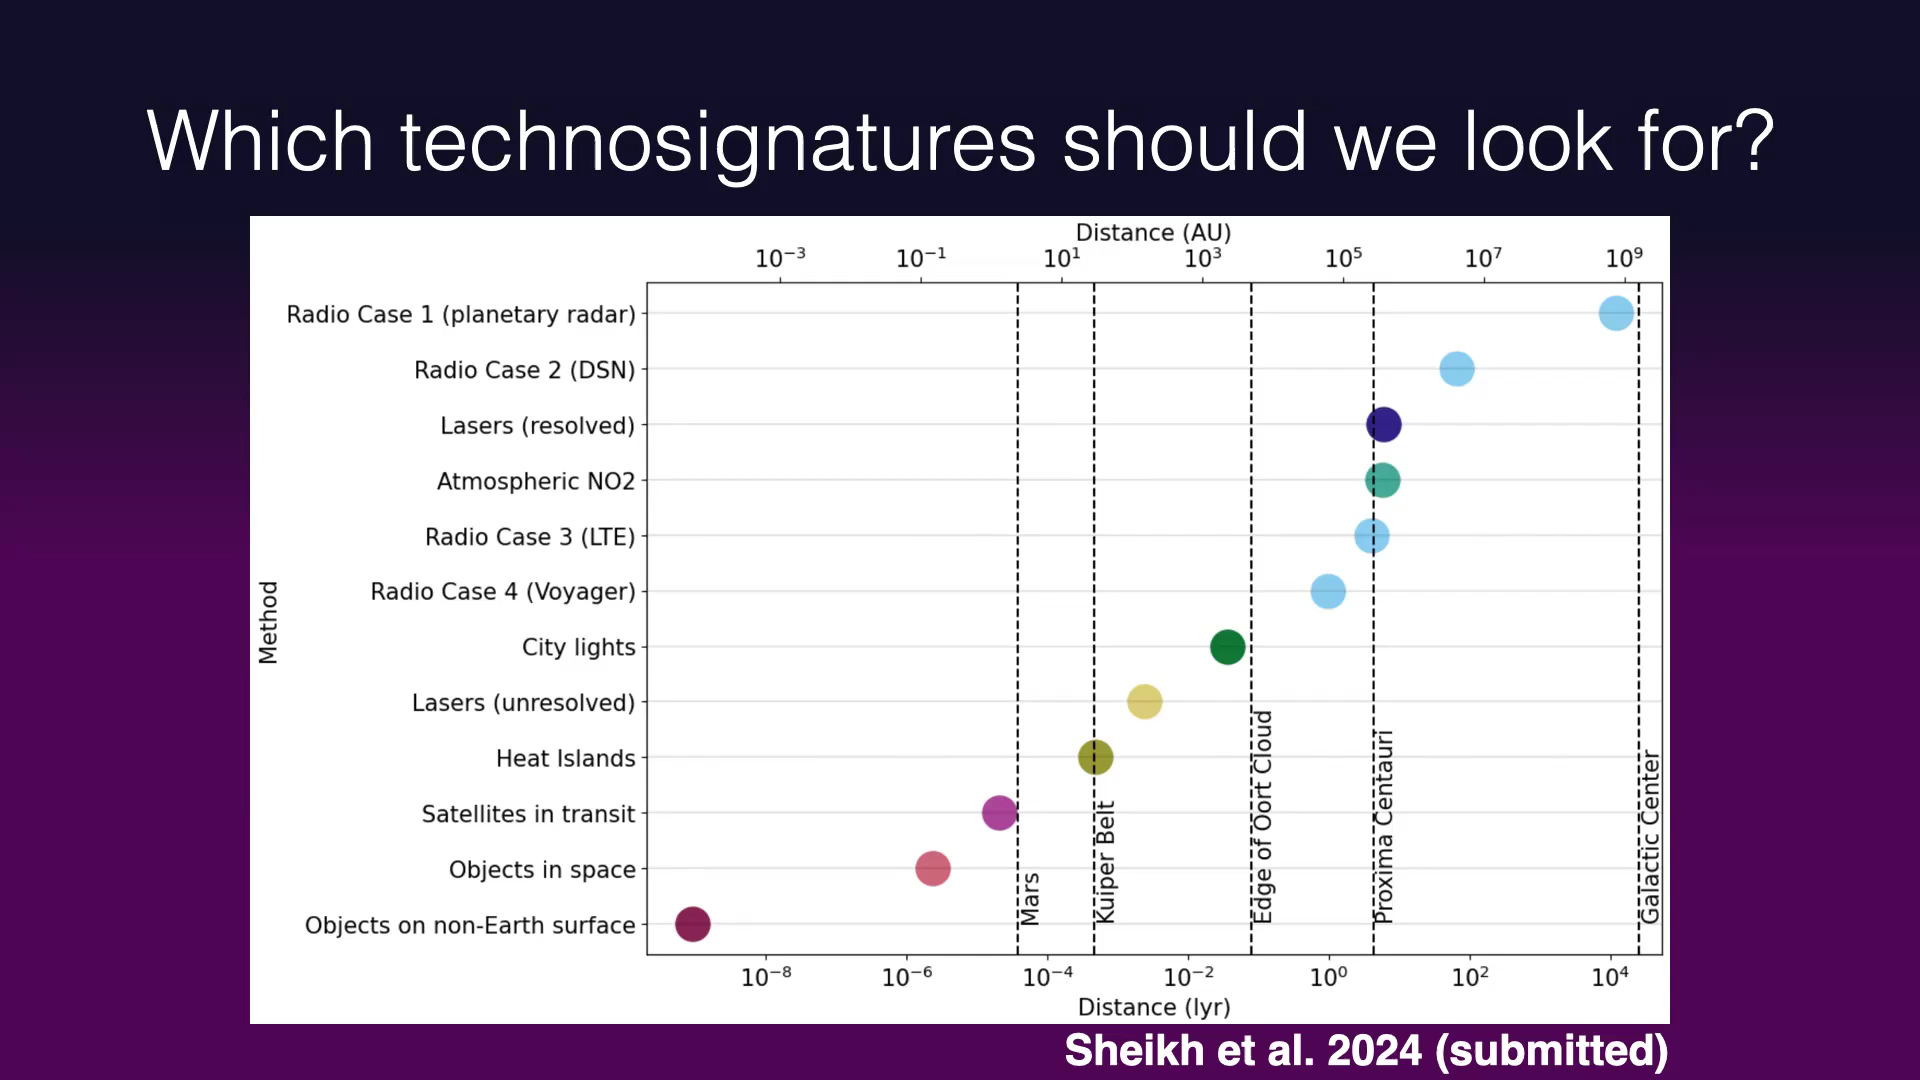 Which technosignatures should we look for?
Distance (AU)
10⁻³ 10⁻¹ 10¹ 10³ 10⁵ 10⁷ 10⁹
Method
Radio Case 1 (planetary radar)
Radio Case 2 (DSN)
Lasers (resolved)
Atmospheric NO2
Radio Case 3 (LTE)
Radio Case 4 (Voyager)
City lights
Lasers (unresolved)
Heat Islands
Satellites in transit
Objects in space
Objects on non-Earth surface
Mars
Kuiper Belt
Edge of Oort Cloud
Proxima Centauri
Galactic Center
10⁻⁸ 10⁻⁶ 10⁻⁴ 10⁻² 10⁰ 10² 10⁴
Distance (lyr)
Sheikh et al. 2024 (submitted)